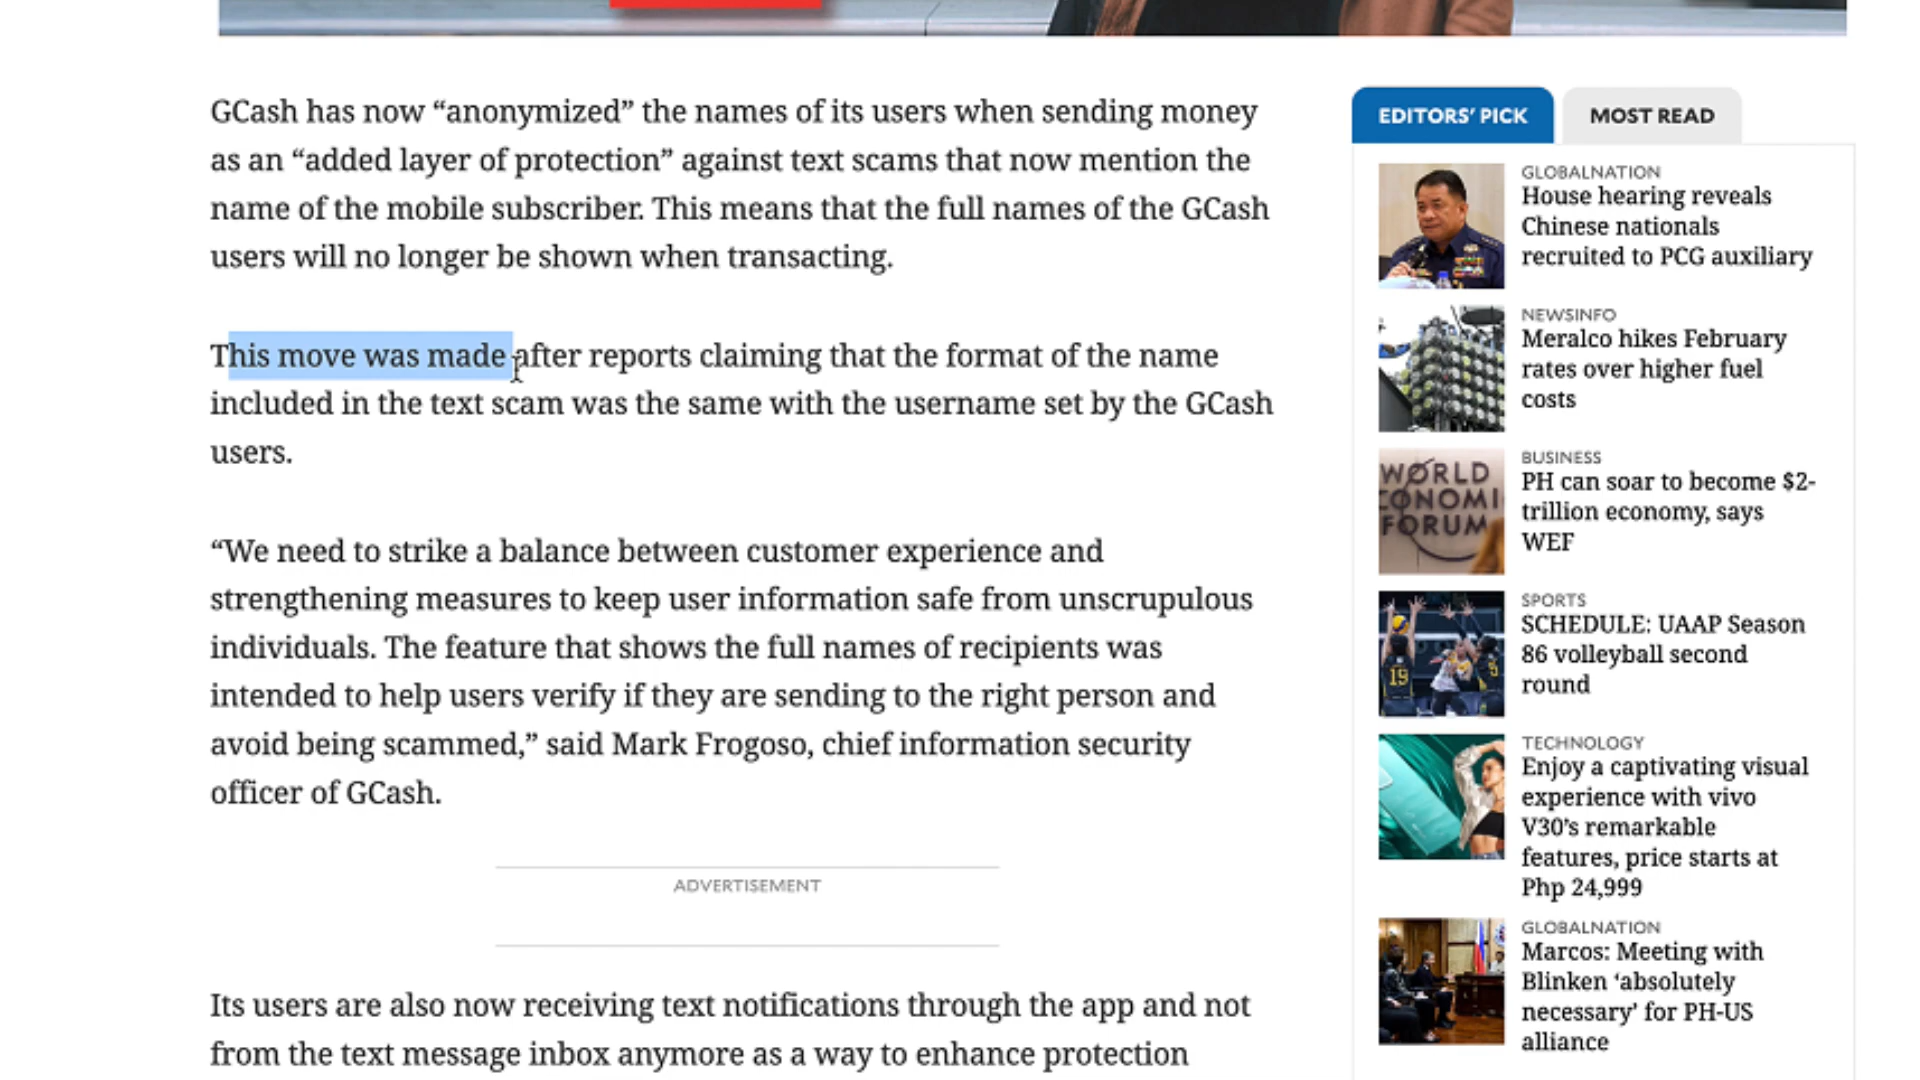 GCash has now “anonymized” the names of its users when sending money
as an “added layer of protection” against text scams that now mention the
name of the mobile subscriber. This means that the full names of the GCash
users will no longer be shown when transacting.
This move was made after reports claiming that the format of the name
included in the text scam was the same with the username set by the GCash
users.
“We need to strike a balance between customer experience and
strengthening measures to keep user information safe from unscrupulous
individuals. The feature that shows the full names of recipients was
intended to help users verify if they are sending to the right person and
avoid being scammed,” said Mark Frogoso, chief information security
officer of GCash.
ADVERTISEMENT
Its users are also now receiving text notifications through the app and not
from the text message inbox anymore as a way to enhance protection
EDITORS’ PICK
MOST READ
GLOBALNATION
House hearing reveals
Chinese nationals
recruited to PCG auxiliary
NEWSINFO
Meralco hikes February
rates over higher fuel
costs
WORLD
CONOMI
FORUM
BUSINESS
PH can soar to become $2-
trillion economy, says
WEF
19
SPORTS
SCHEDULE: UAAP Season
86 volleyball second
round
TECHNOLOGY
Enjoy a captivating visual
experience with vivo
V30’s remarkable
features, price starts at
Php 24,999
GLOBALNATION
Marcos: Meeting with
Blinken ‘absolutely
necessary’ for PH-US
alliance